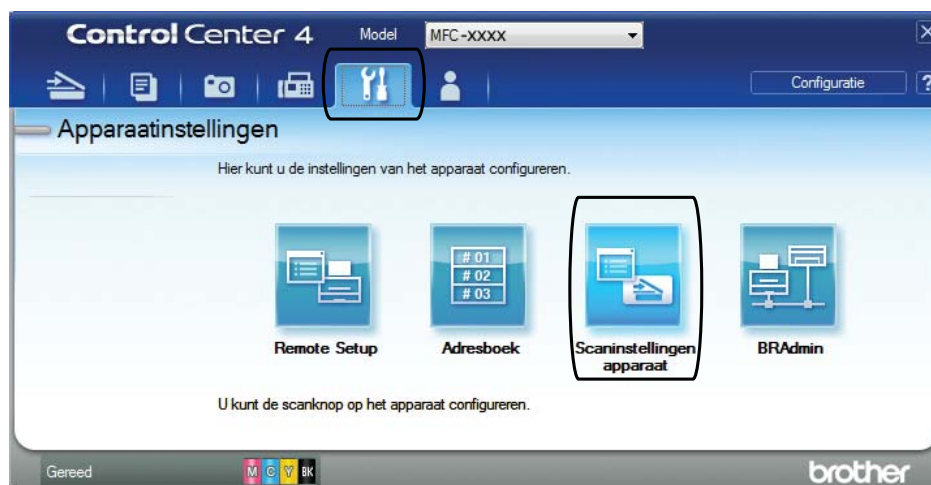 Control Center 4 Model MFC-XXXX
Configuratie ?
Apparaatinstellingen
Hier kunt u de instellingen van het apparaat configureren.
# 01
# 02
# 03
Remote Setup Adresboek Scaninstellingen apparaat BRAdmin
U kunt de scanknop op het apparaat configureren.
Gereed M C Y BK brother